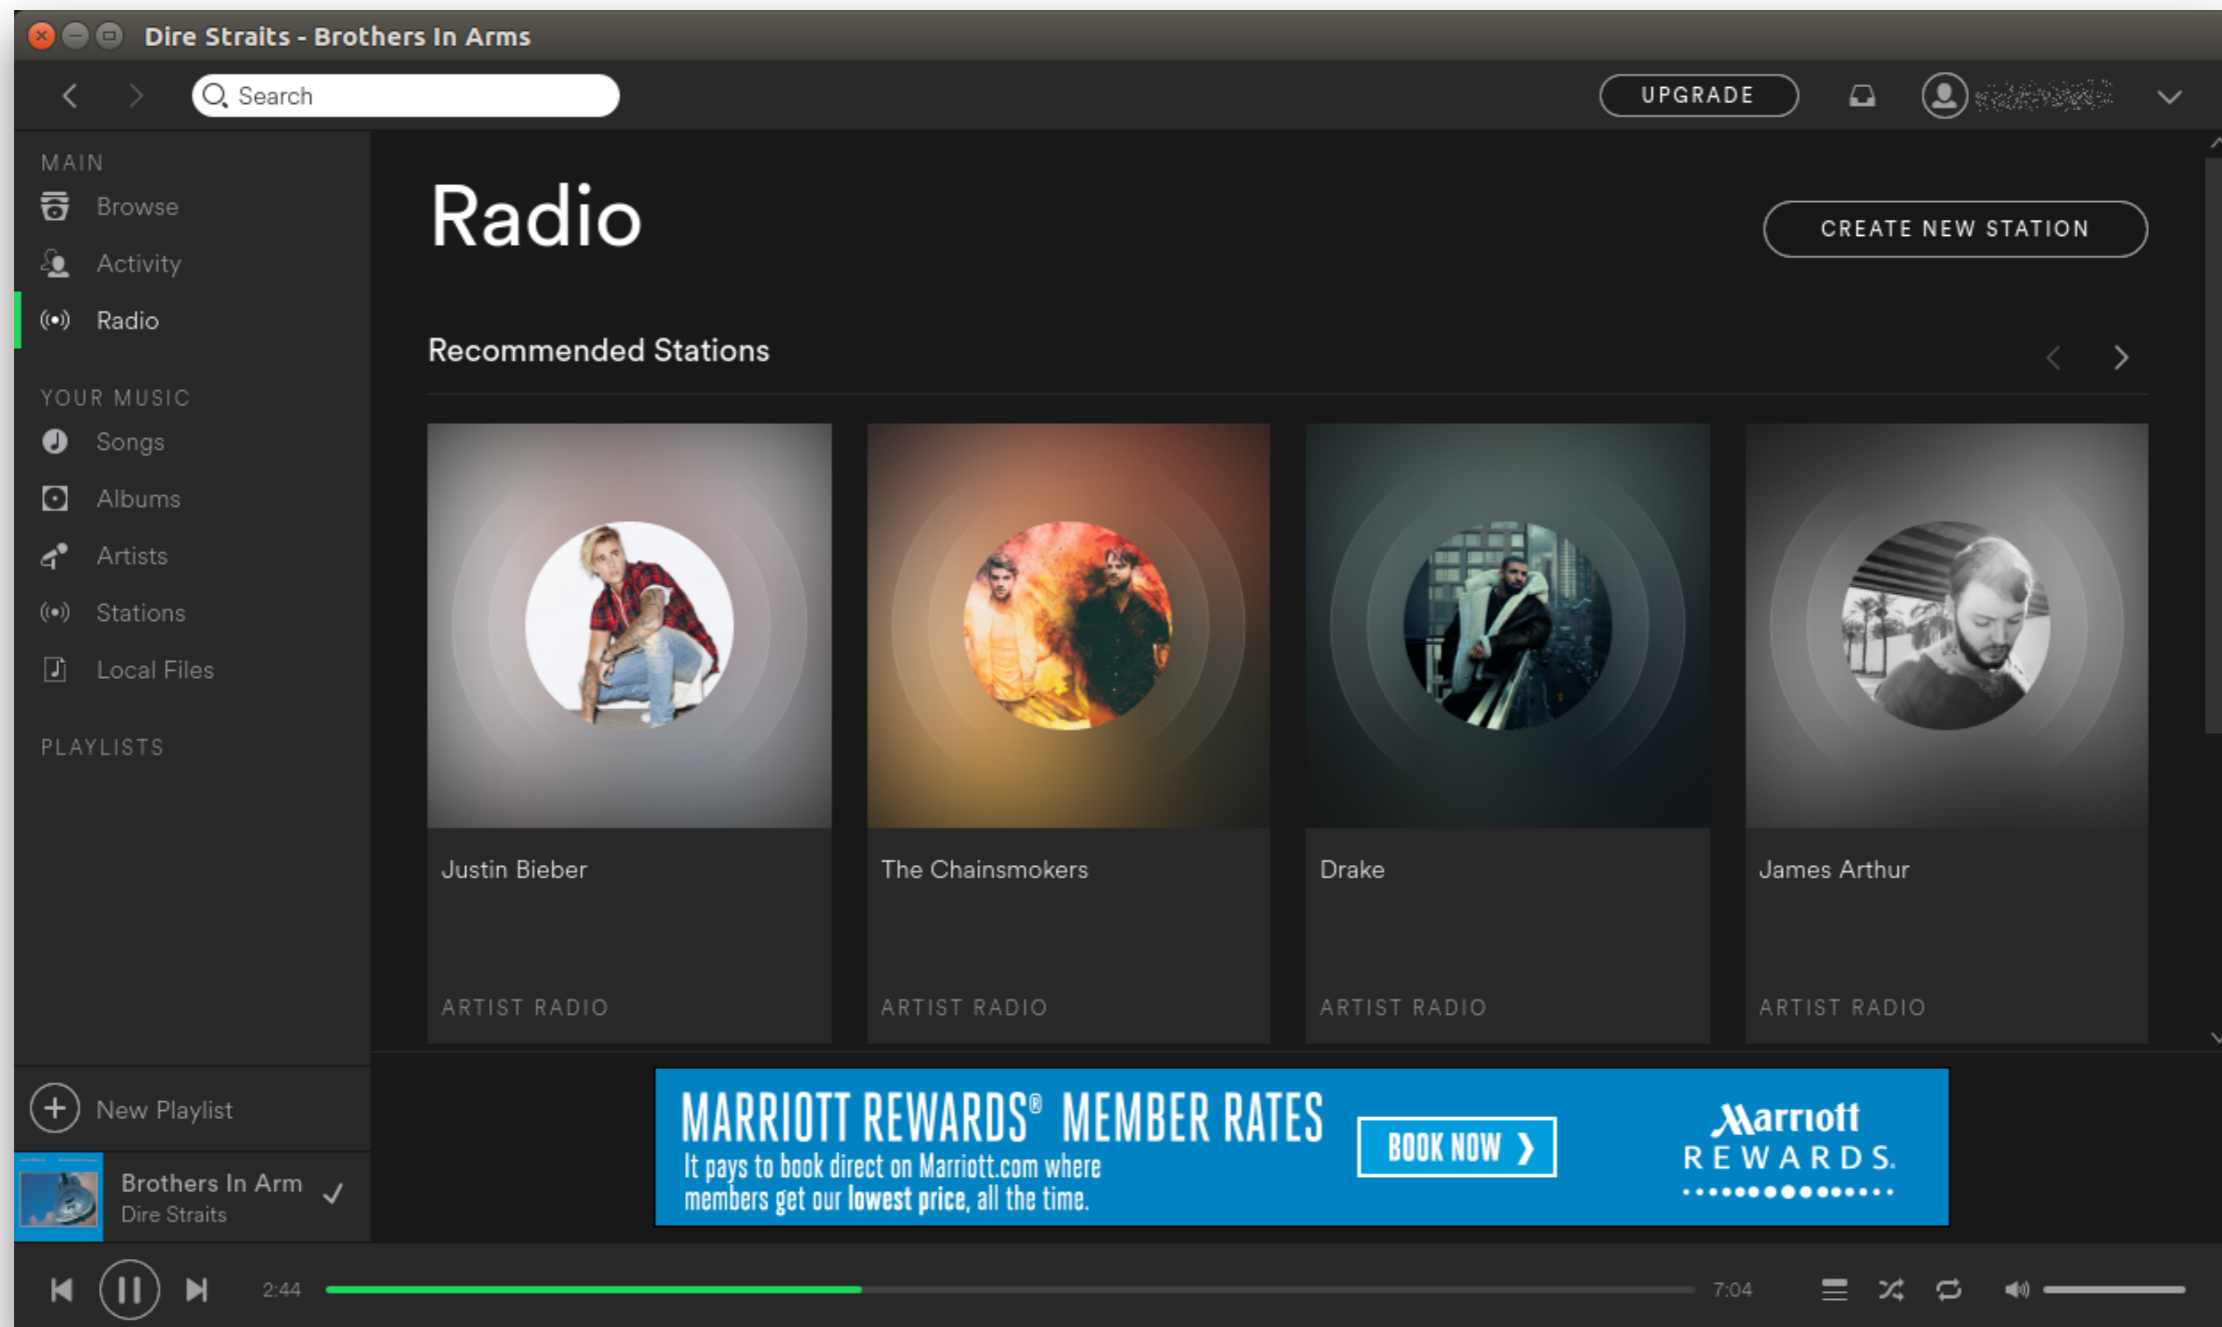 Dire Straits - Brothers In Arms
Search
UPGRADE
MAIN
Browse
Activity
Radio
YOUR MUSIC
Songs
Albums
Artists
Stations
Local Files
PLAYLISTS
New Playlist
Brothers In Arm
Dire Straits
Radio
CREATE NEW STATION
Recommended Stations
Justin Bieber
ARTIST RADIO
The Chainsmokers
ARTIST RADIO
Drake
ARTIST RADIO
James Arthur
ARTIST RADIO
MARRIOTT REWARDS® MEMBER RATES
It pays to book direct on Marriott.com where
members get our lowest price, all the time.
BOOK NOW
Marriott
REWARDS.
2:44
7:04